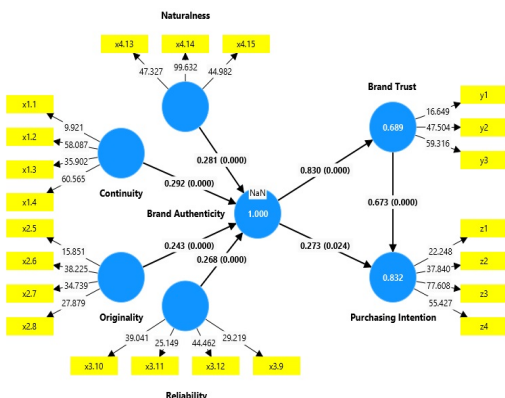 Naturalness
x4.13
x4.14
x4.15
47.327
99.632
44.982
Brand Trust
x1.1
x1.2
x1.3
x1.4
9.921
58.087
35.902
60.565
Continuity
0.281 (0.000)
0.292 (0.000)
0.689
16.649
47.504
59.316
y1
y2
y3
0.830 (0.000)
NaN
Brand Authenticity
1.000
0.673 (0.000)
x2.5
x2.6
x2.7
x2.8
15.851
38.225
34.739
27.879
Originality
0.243 (0.000)
0.268 (0.000)
0.273 (0.024)
0.832
Purchasing Intention
22.248
37.840
77.608
55.427
z1
z2
z3
z4
39.041
25.149
44.462
29.219
x3.10
x3.11
x3.12
x3.9
Reliability